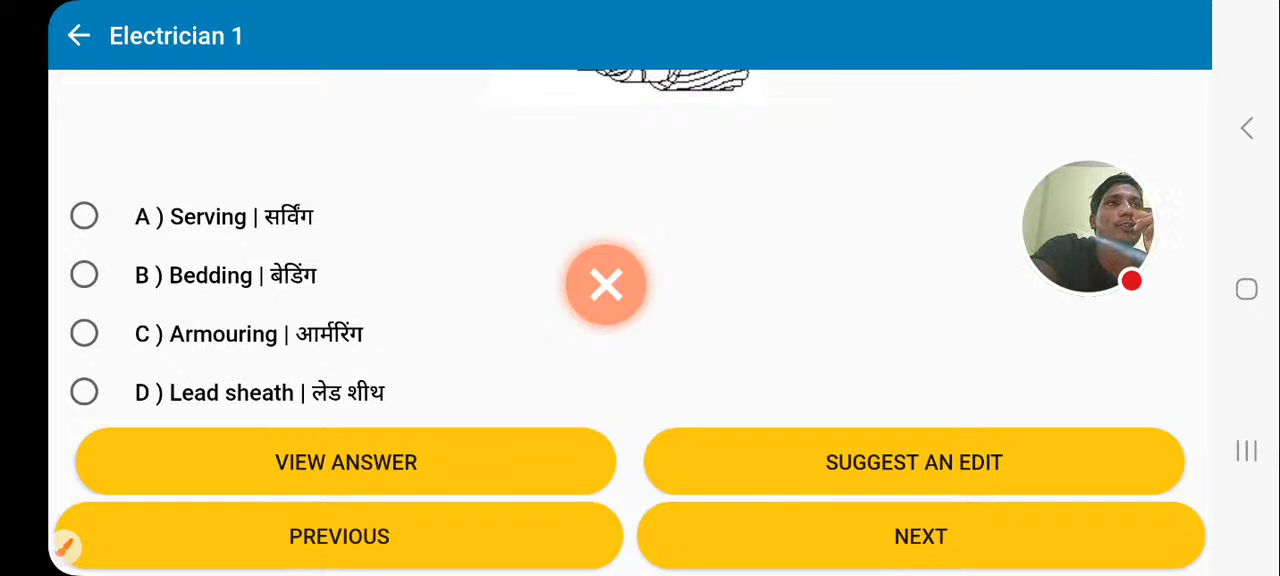 Electrician 1
A ) Serving | सर्विंग
B ) Bedding | बेडिंग
C ) Armouring | आर्मरिंग
D ) Lead sheath | लेड शीथ
VIEW ANSWER
SUGGEST AN EDIT
PREVIOUS
NEXT